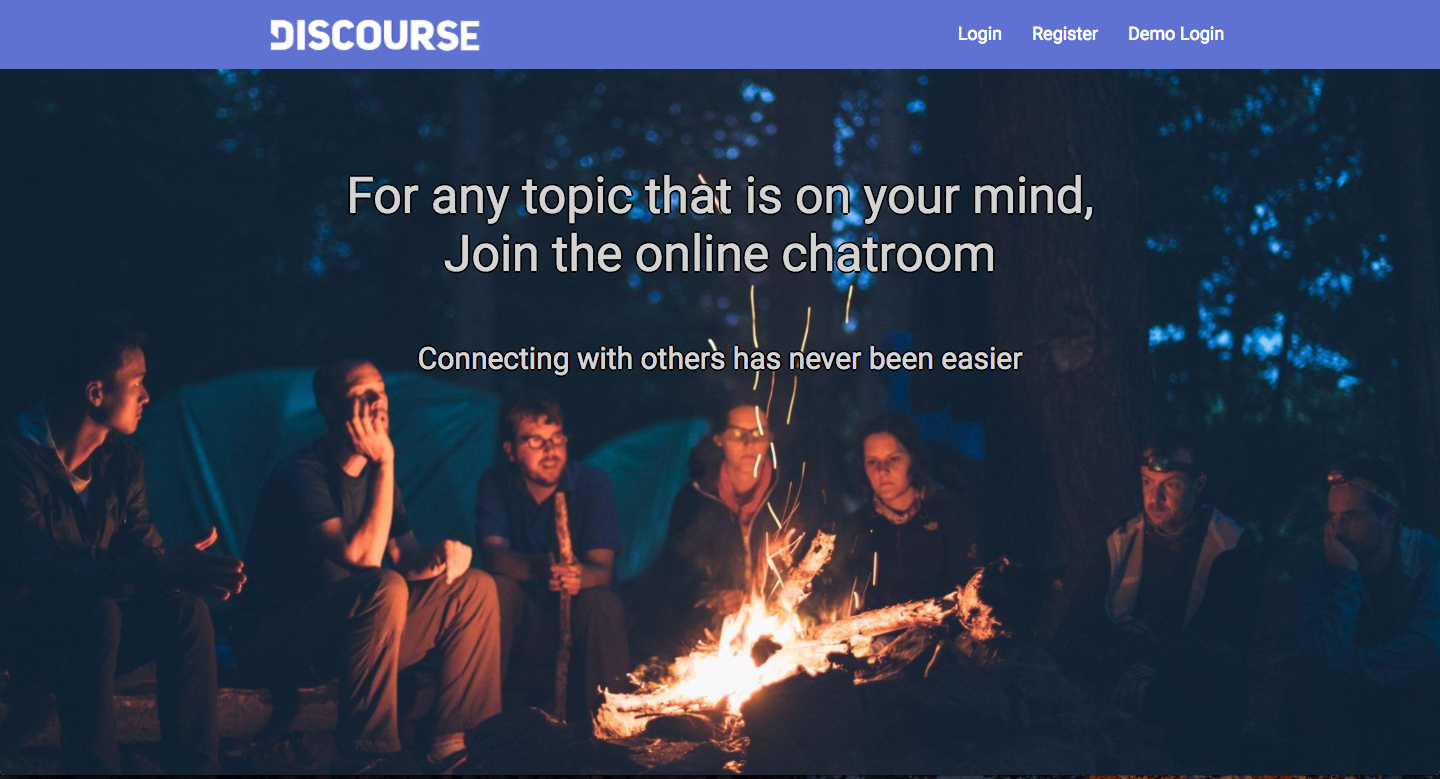 DISCOURSE
Login Register Demo Login
For any topic that is on your mind,
Join the online chatroom
Connecting with others has never been easier